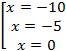 x = −10
x = −5
x = 0